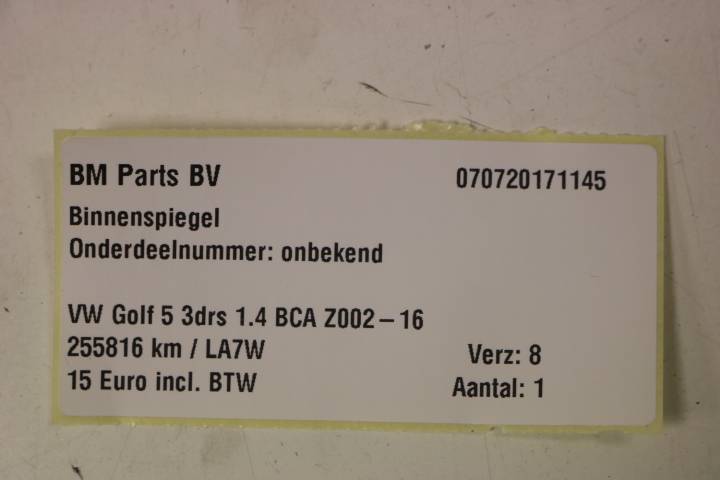 BM Parts BV 070720171145
Binnenspiegel
Onderdeelnummer: onbekend
VW Golf 5 3drs 1.4 BCA Z002-16
255816 km / LA7W Verz: 8
15 Euro incl. BTW Aantal: 1